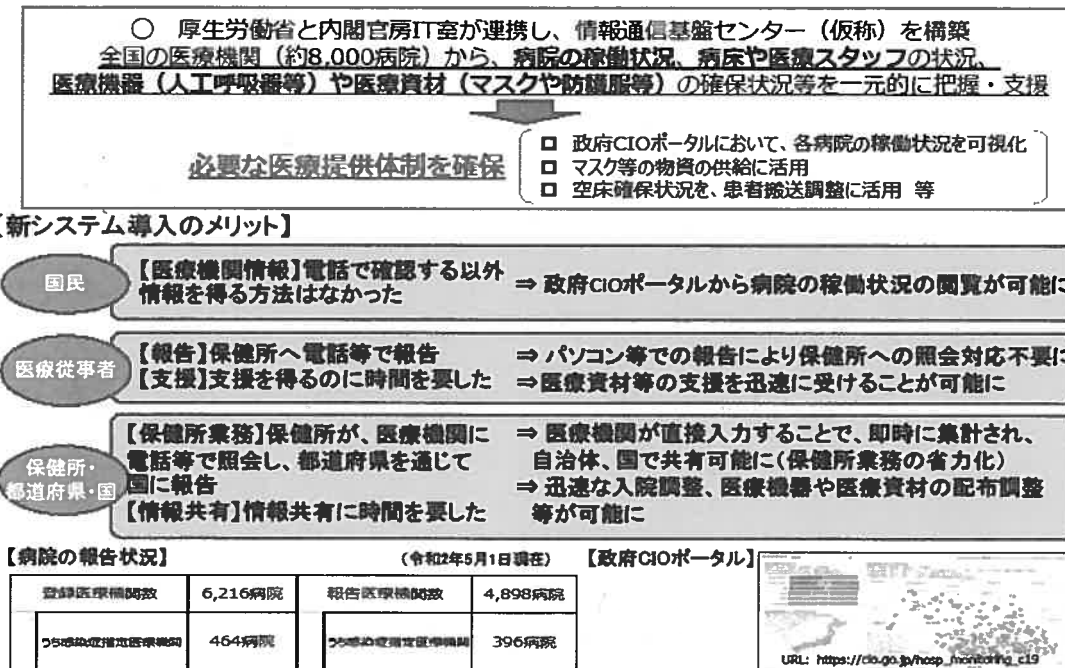 ○ 厚生労働省と内閣官房IT室が連携し、情報通信基盤センター（仮称）を構築
全国の医療機関（約8,000病院）から、病院の稼働状況、病床や医療スタッフの状況、
医療機器（人工呼吸器等）や医療資材（マスクや防護服等）の確保状況等を一元的に把握・支援
必要な医療提供体制を確保
□ 政府CIOポータルにおいて、各病院の稼働状況を可視化
□ マスク等の物資の供給に活用
□ 空床確保状況を、患者搬送調整に活用 等
【新システム導入のメリット】
国民
【医療機関情報】電話で確認する以外
情報を得る方法はなかった
⇒ 政府CIOポータルから病院の稼働状況の閲覧が可能に
医療従事者
【報告】保健所へ電話等で報告
【支援】支援を得るのに時間を要した
⇒ パソコン等での報告により保健所への照会対応不要に
⇒医療資材等の支援を迅速に受けることが可能に
保健所・
都道府県・国
【保健所業務】保健所が、医療機関に
電話等で照会し、都道府県を通じて
国に報告
【情報共有】情報共有に時間を要した
⇒ 医療機関が直接入力することで、即時に集計され、
自治体、国で共有可能に（保健所業務の省力化）
⇒ 迅速な入院調整、医療機器や医療資材の配布調整
等が可能に
【病院の報告状況】
（令和2年5月1日現在）
登録医療機関数 6,216病院 報告医療機関数 4,898病院
うち感染症指定医療機関 464病院 うち感染症指定医療機関 396病院
【政府CIOポータル】
URL: https://cio.go.jp/hosp_monitoring_c19